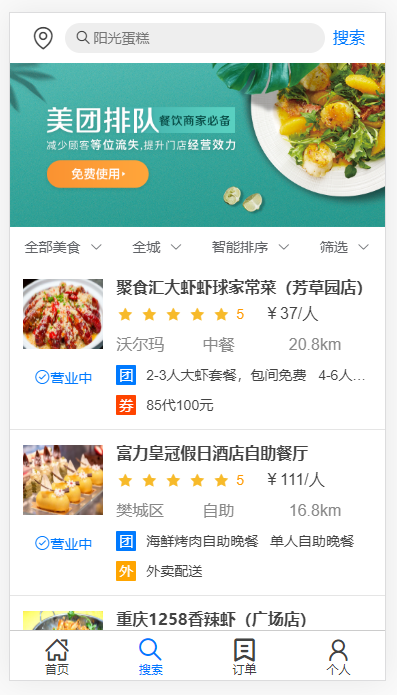 阳光蛋糕 搜索
美团排队 餐饮商家必备
减少顾客等位流失,提升门店经营效力
免费使用
全部美食 全城 智能排序 筛选
聚食汇大虾虾球家常菜（芳草园店）
5 ￥37/人
沃尔玛 中餐 20.8km
营业中 团 2-3人大虾套餐，包间免费 4-6人…
券 85代100元
富力皇冠假日酒店自助餐厅
5 ￥111/人
樊城区 自助 16.8km
营业中 团 海鲜烤肉自助晚餐 单人自助晚餐
外 外卖配送
重庆1258香辣虾（广场店）
首页 搜索 订单 个人